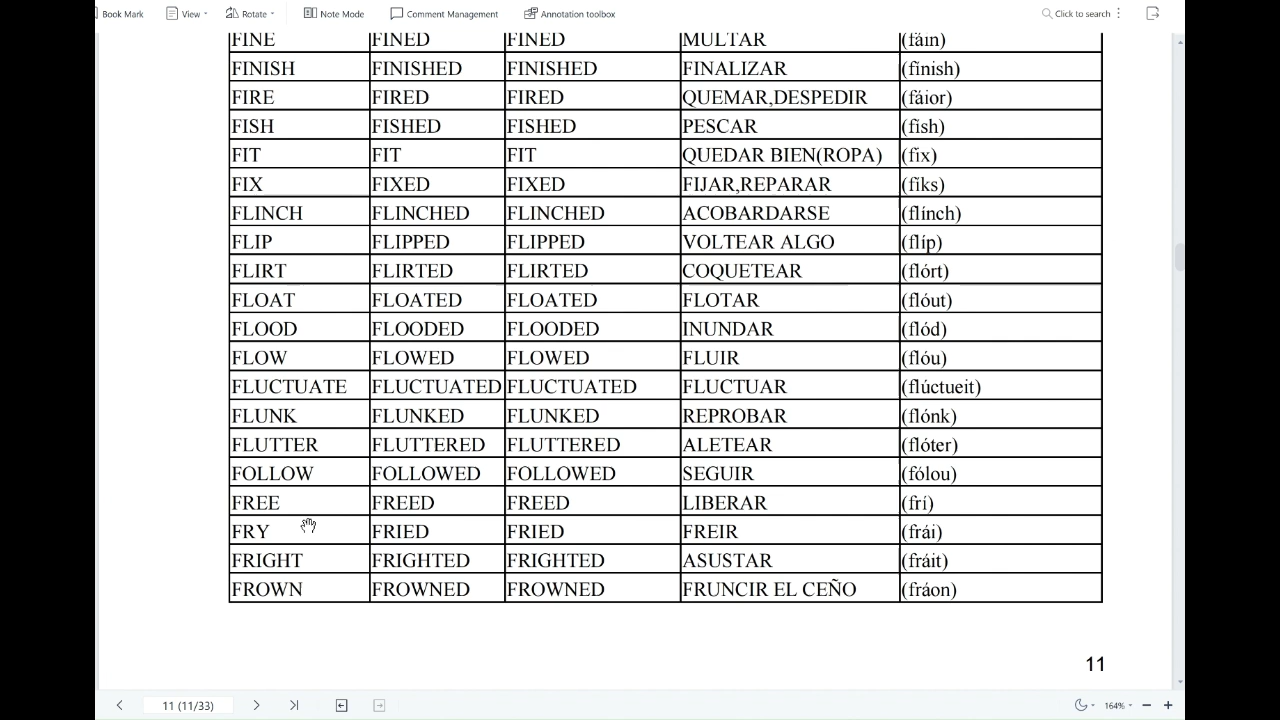 Book Mark View Rotate Note Mode Comment Management Annotation toolbox Click to search
FINE FINED FINED MULTAR (fáin)
FINISH FINISHED FINISHED FINALIZAR (fínish)
FIRE FIRED FIRED QUEMAR,DESPEDIR (fáior)
FISH FISHED FISHED PESCAR (fish)
FIT FIT FIT QUEDAR BIEN(ROPA) (fix)
FIX FIXED FIXED FIJAR,REPARAR (fiks)
FLINCH FLINCHED FLINCHED ACOBARDARSE (flínch)
FLIP FLIPPED FLIPPED VOLTEAR ALGO (flíp)
FLIRT FLIRTED FLIRTED COQUETEAR (flórt)
FLOAT FLOATED FLOATED FLOTAR (flóut)
FLOOD FLOODED FLOODED INUNDAR (flód)
FLOW FLOWED FLOWED FLUIR (flóu)
FLUCTUATE FLUCTUATED FLUCTUATED FLUCTUAR (flúctueit)
FLUNK FLUNKED FLUNKED REPROBAR (flónk)
FLUTTER FLUTTERED FLUTTERED ALETEAR (flóter)
FOLLOW FOLLOWED FOLLOWED SEGUIR (fólou)
FREE FREED FREED LIBERAR (frí)
FRY FRIED FRIED FREIR (frái)
FRIGHT FRIGHTED FRIGHTED ASUSTAR (fráit)
FROWN FROWNED FROWNED FRUNCIR EL CEÑO (fráon)
11
11 (11/33) 164%